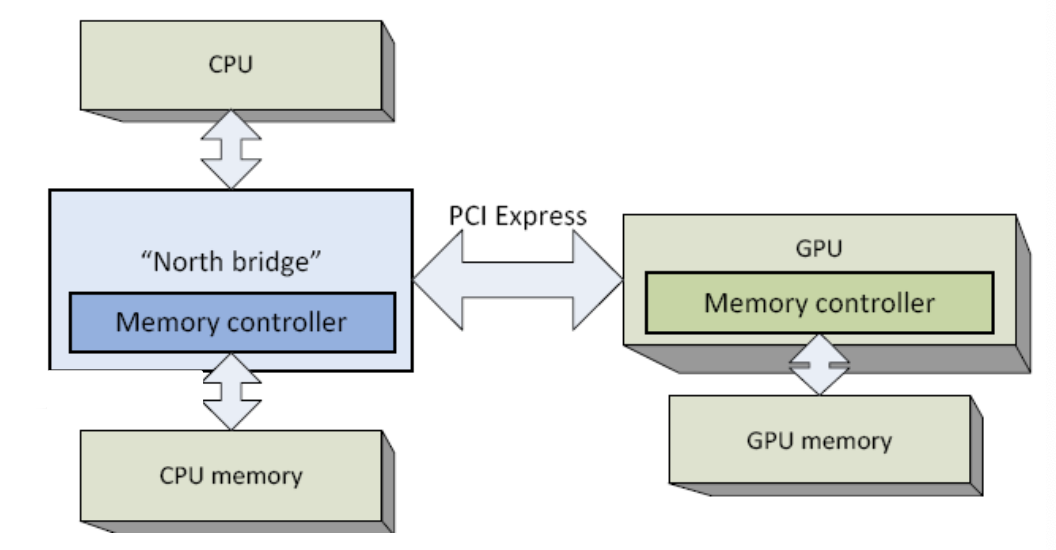 CPU
PCI Express
“North bridge”
GPU
Memory controller
Memory controller
CPU memory
GPU memory